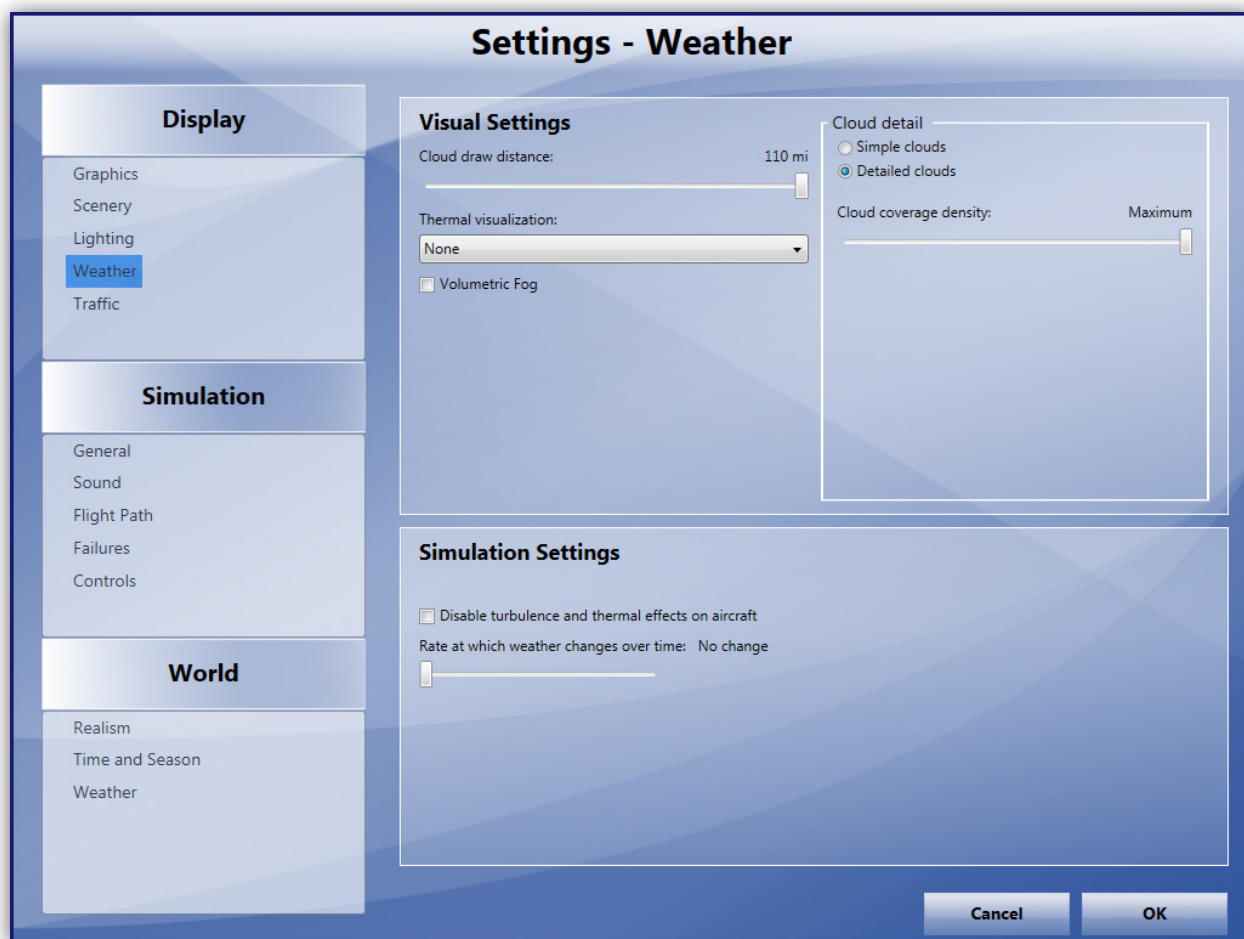 Settings - Weather
Display
Graphics
Scenery
Lighting
Weather
Traffic
Simulation
General
Sound
Flight Path
Failures
Controls
World
Realism
Time and Season
Weather
Visual Settings
Cloud draw distance: 110 mi
Thermal visualization:
None
Volumetric Fog
Cloud detail
Simple clouds
Detailed clouds
Cloud coverage density: Maximum
Simulation Settings
Disable turbulence and thermal effects on aircraft
Rate at which weather changes over time: No change
Cancel OK